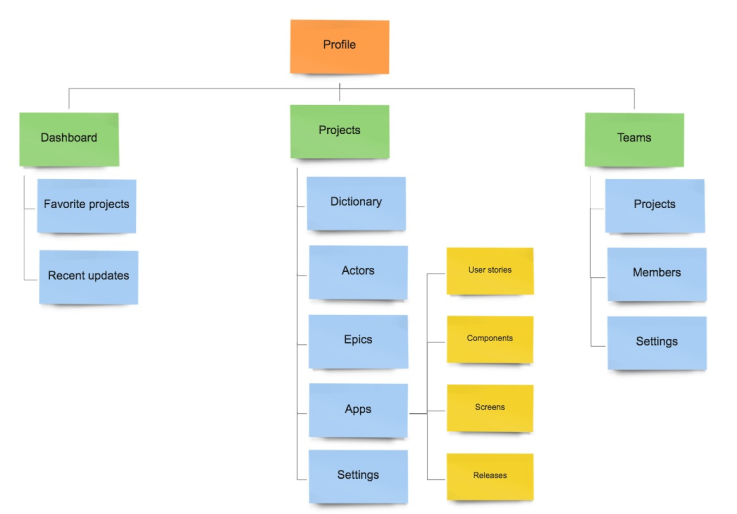 Profile
Dashboard
Projects
Teams
Favorite projects
Recent updates
Dictionary
Actors
Epics
Apps
Settings
User stories
Components
Screens
Releases
Projects
Members
Settings